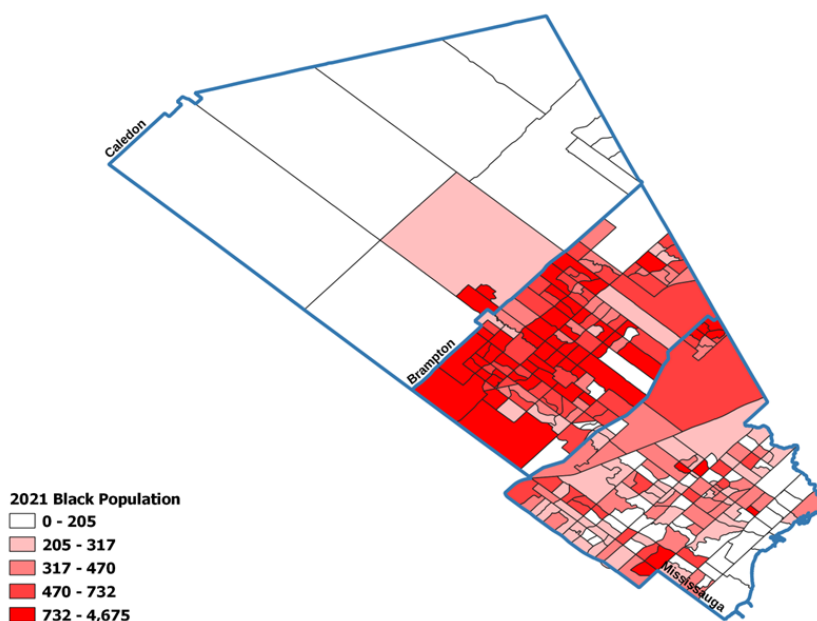 Caledon
Brampton
Mississauga
2021 Black Population
0 - 205
205 - 317
317 - 470
470 - 732
732 - 4,675